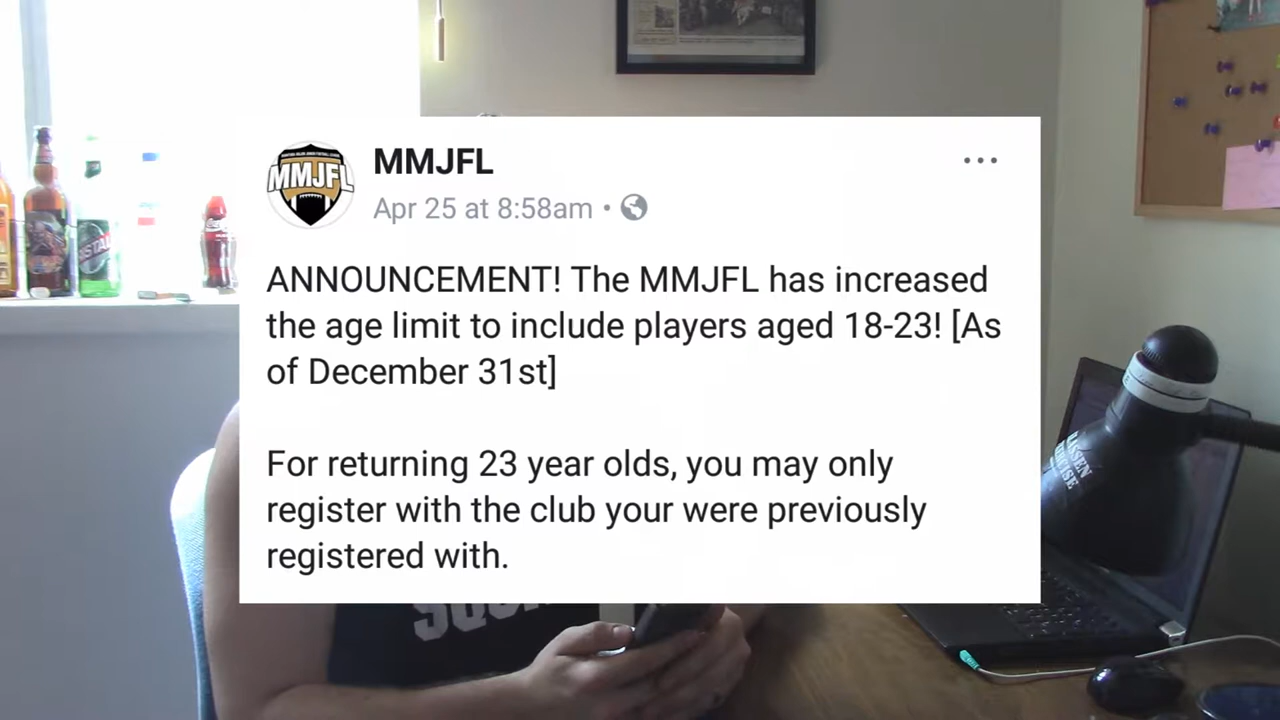 MMJFL
MMJFL
Apr 25 at 8:58am
ANNOUNCEMENT! The MMJFL has increased
the age limit to include players aged 18-23! [As
of December 31st]
For returning 23 year olds, you may only
register with the club your were previously
registered with.